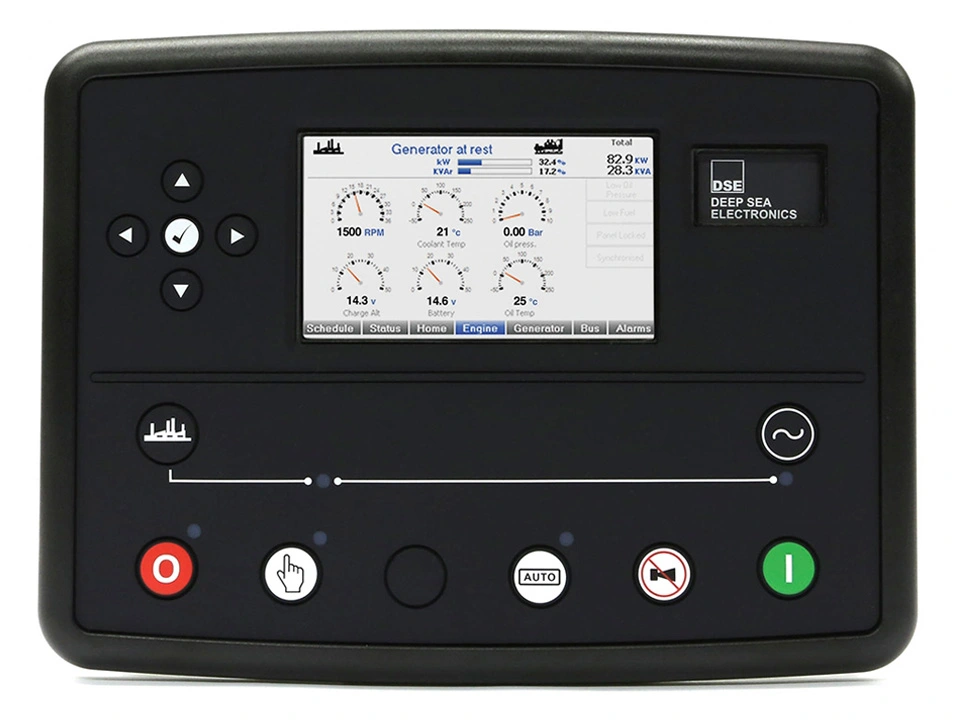 Generator at rest
Total
kW 32.4 %
82.9 KW
KVAr 17.2 %
28.3 KVA
DSE
DEEP SEA
ELECTRONICS
Low Oil
Pressure
Low Fuel
Panel Locked
Synchronised
1500 RPM
21 °c
0.00 Bar
Coolant Temp
Oil press.
14.3 v
14.6 v
25 °c
Charge Alt
Battery
Oil Temp
Schedule Status Home Engine Generator Bus Alarms
O
AUTO
I